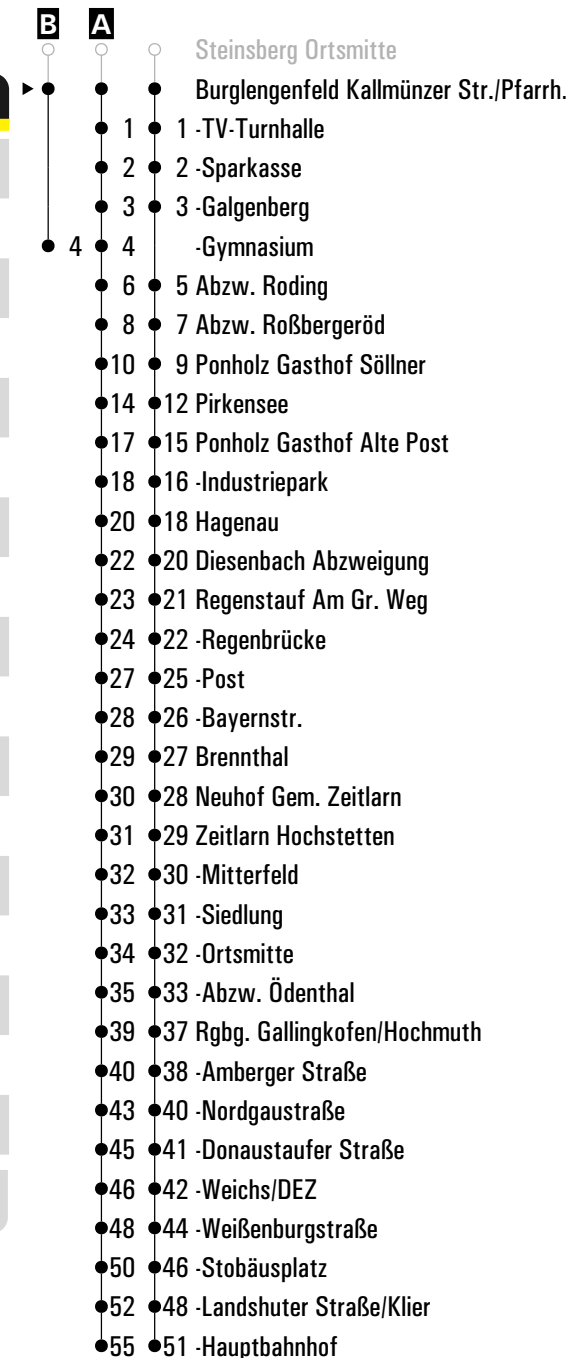 B A
Steinsberg Ortsmitte
Burglengenfeld Kallmünzer Str./Pfarrh.
1 1 -TV-Turnhalle
2 2 -Sparkasse
3 3 -Galgenberg
4 4 -Gymnasium
6 5 Abzw. Roding
8 7 Abzw. Roßbergeröd
10 9 Ponholz Gasthof Söllner
14 12 Pirkensee
17 15 Ponholz Gasthof Alte Post
18 16 -Industriepark
20 18 Hagenau
22 20 Diesenbach Abzweigung
23 21 Regenstauf Am Gr. Weg
24 22 -Regenbrücke
27 25 -Post
28 26 -Bayernstr.
29 27 Brennthal
30 28 Neuhof Gem. Zeitlarn
31 29 Zeitlarn Hochstetten
32 30 -Mitterfeld
33 31 -Siedlung
34 32 -Ortsmitte
35 33 -Abzw. Ödenthal
39 37 Rgbg. Gallingkofen/Hochmuth
40 38 -Amberger Straße
43 40 -Nordgaustraße
45 41 -Donaustaufer Straße
46 42 -Weichs/DEZ
48 44 -Weißenburgstraße
50 46 -Stobäusplatz
52 48 -Landshuter Straße/Klier
55 51 -Hauptbahnhof